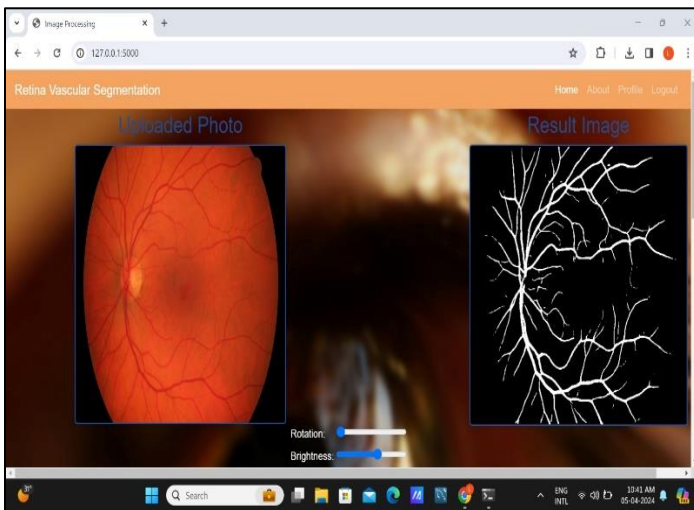 Image Processing
127.0.0.1:5000
Retina Vascular Segmentation
Home About Profile Logout
Uploaded Photo
Result Image
Rotation:
Brightness:
31°
Search
ENG
INTL
10:41 AM
05-04-2024